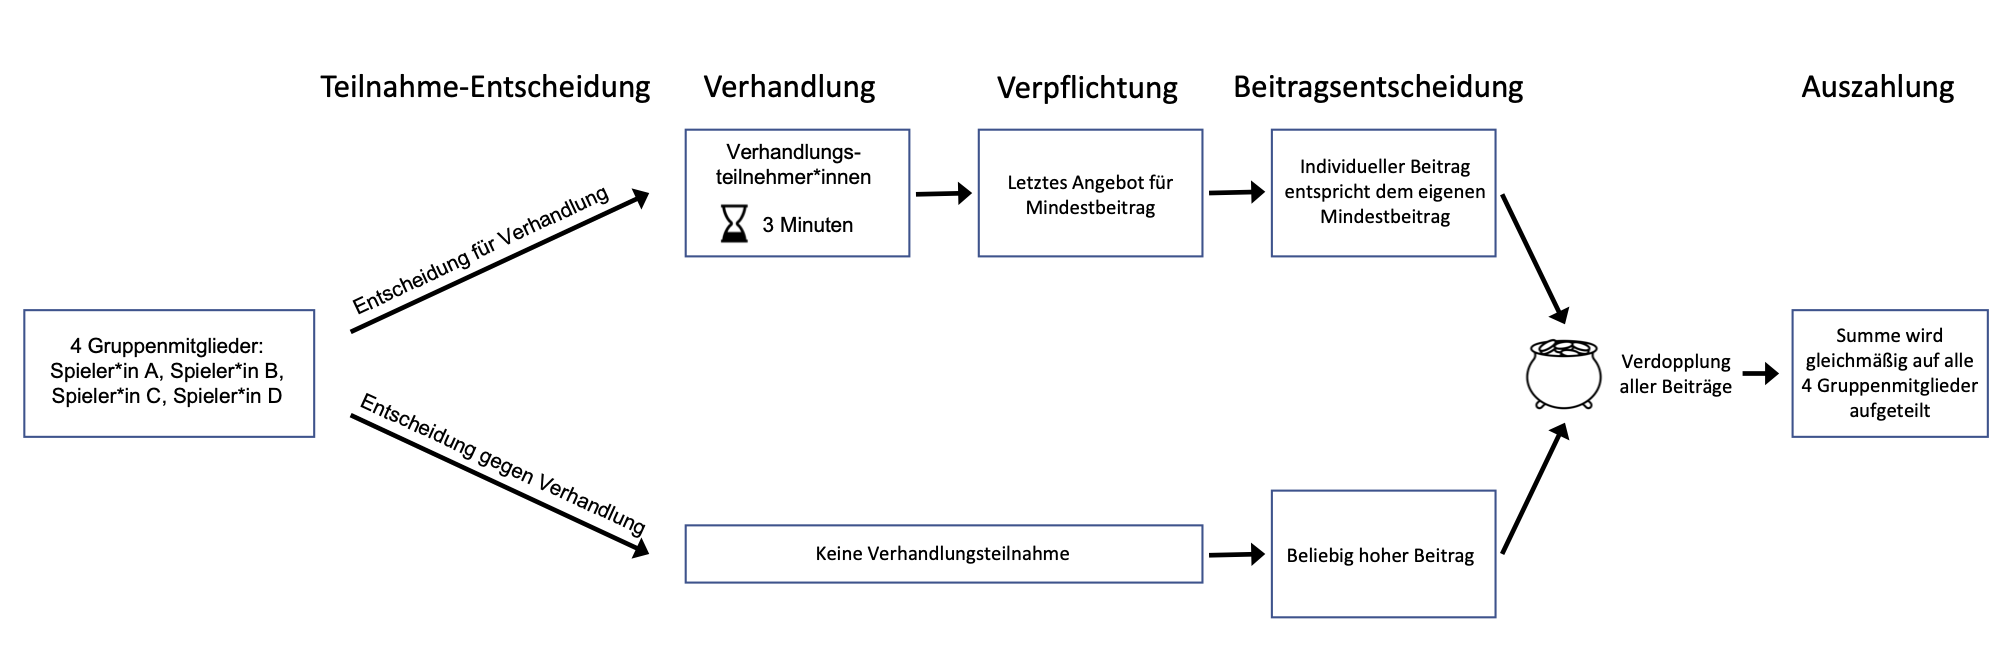 Teilnahme-Entscheidung
Verhandlung
Verpflichtung
Beitragsentscheidung
Auszahlung
4 Gruppenmitglieder:
Spieler*in A, Spieler*in B,
Spieler*in C, Spieler*in D
Entscheidung für Verhandlung
Verhandlungs-
teilnehmer*innen
3 Minuten
Letztes Angebot für
Mindestbeitrag
Individueller Beitrag
entspricht dem eigenen
Mindestbeitrag
Entscheidung gegen Verhandlung
Keine Verhandlungsteilnahme
Beliebig hoher Beitrag
Verdopplung
aller Beiträge
Summe wird
gleichmäßig auf alle
4 Gruppenmitglieder
aufgeteilt